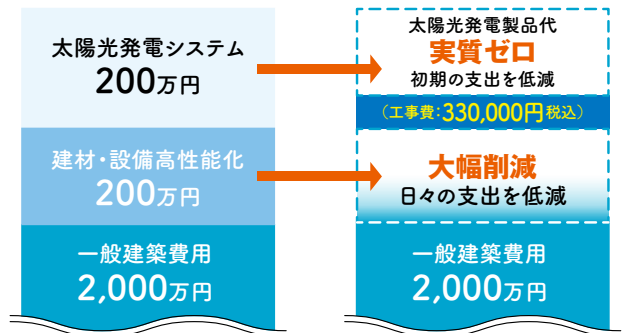 太陽光発電システム
200万円
建材・設備高性能化
200万円
一般建築費用
2,000万円
太陽光発電製品代
実質ゼロ
初期の支出を低減
（工事費：330,000円税込）
大幅削減
日々の支出を低減
一般建築費用
2,000万円